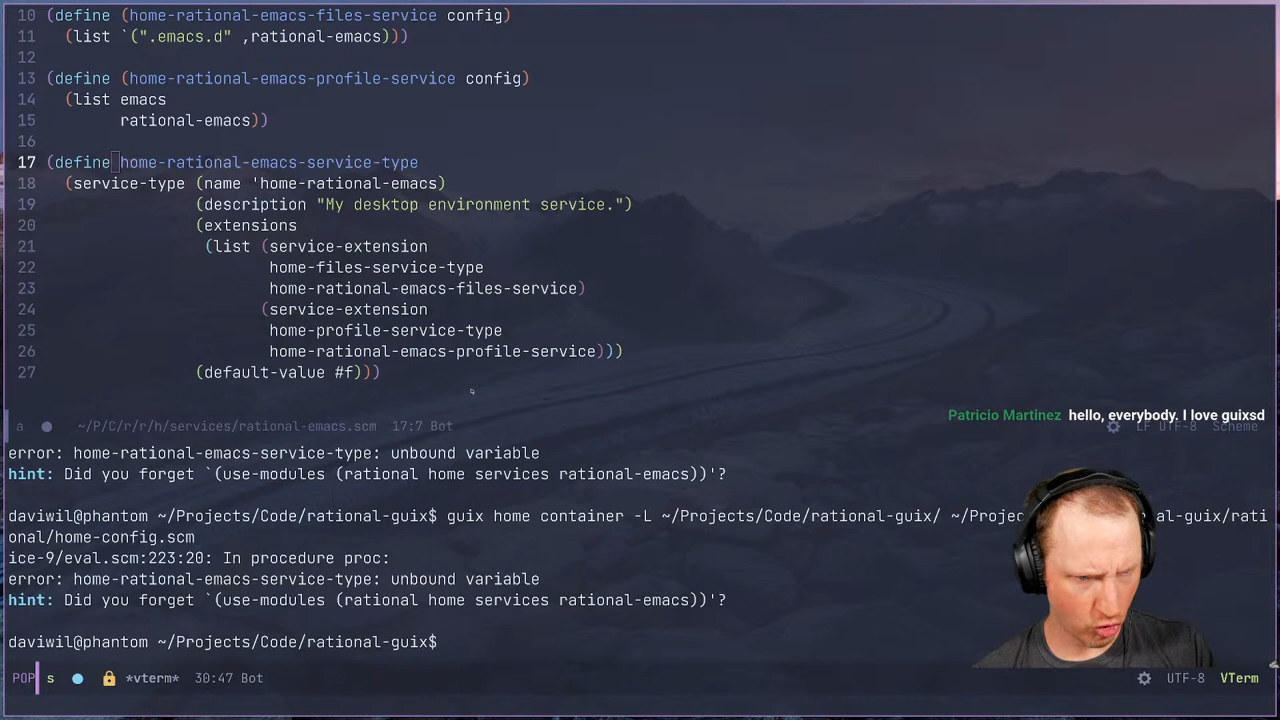 10 (define (home-rational-emacs-files-service config)
11   (list `(".emacs.d" ,rational-emacs)))
12
13 (define (home-rational-emacs-profile-service config)
14   (list emacs
15         rational-emacs))
16
17 (define home-rational-emacs-service-type
18   (service-type (name 'home-rational-emacs)
19                 (description "My desktop environment service.")
20                 (extensions
21                  (list (service-extension
22                         home-files-service-type
23                         home-rational-emacs-files-service)
24                        (service-extension
25                         home-profile-service-type
26                         home-rational-emacs-profile-service)))
27                 (default-value #f)))
Patricio Martinez hello, everybody. I love guixsd
a ~/P/C/r/r/h/services/rational-emacs.scm 17:7 Bot LF UTF-8 Scheme
error: home-rational-emacs-service-type: unbound variable
hint: Did you forget `(use-modules (rational home services rational-emacs))'?
daviwil@phantom ~/Projects/Code/rational-guix$ guix home container -L ~/Projects/Code/rational-guix/ ~/Projec al-guix/rati
onal/home-config.scm
ice-9/eval.scm:223:20: In procedure proc:
error: home-rational-emacs-service-type: unbound variable
hint: Did you forget `(use-modules (rational home services rational-emacs))'?
daviwil@phantom ~/Projects/Code/rational-guix$
POP s *vterm* 30:47 Bot UTF-8 VTerm